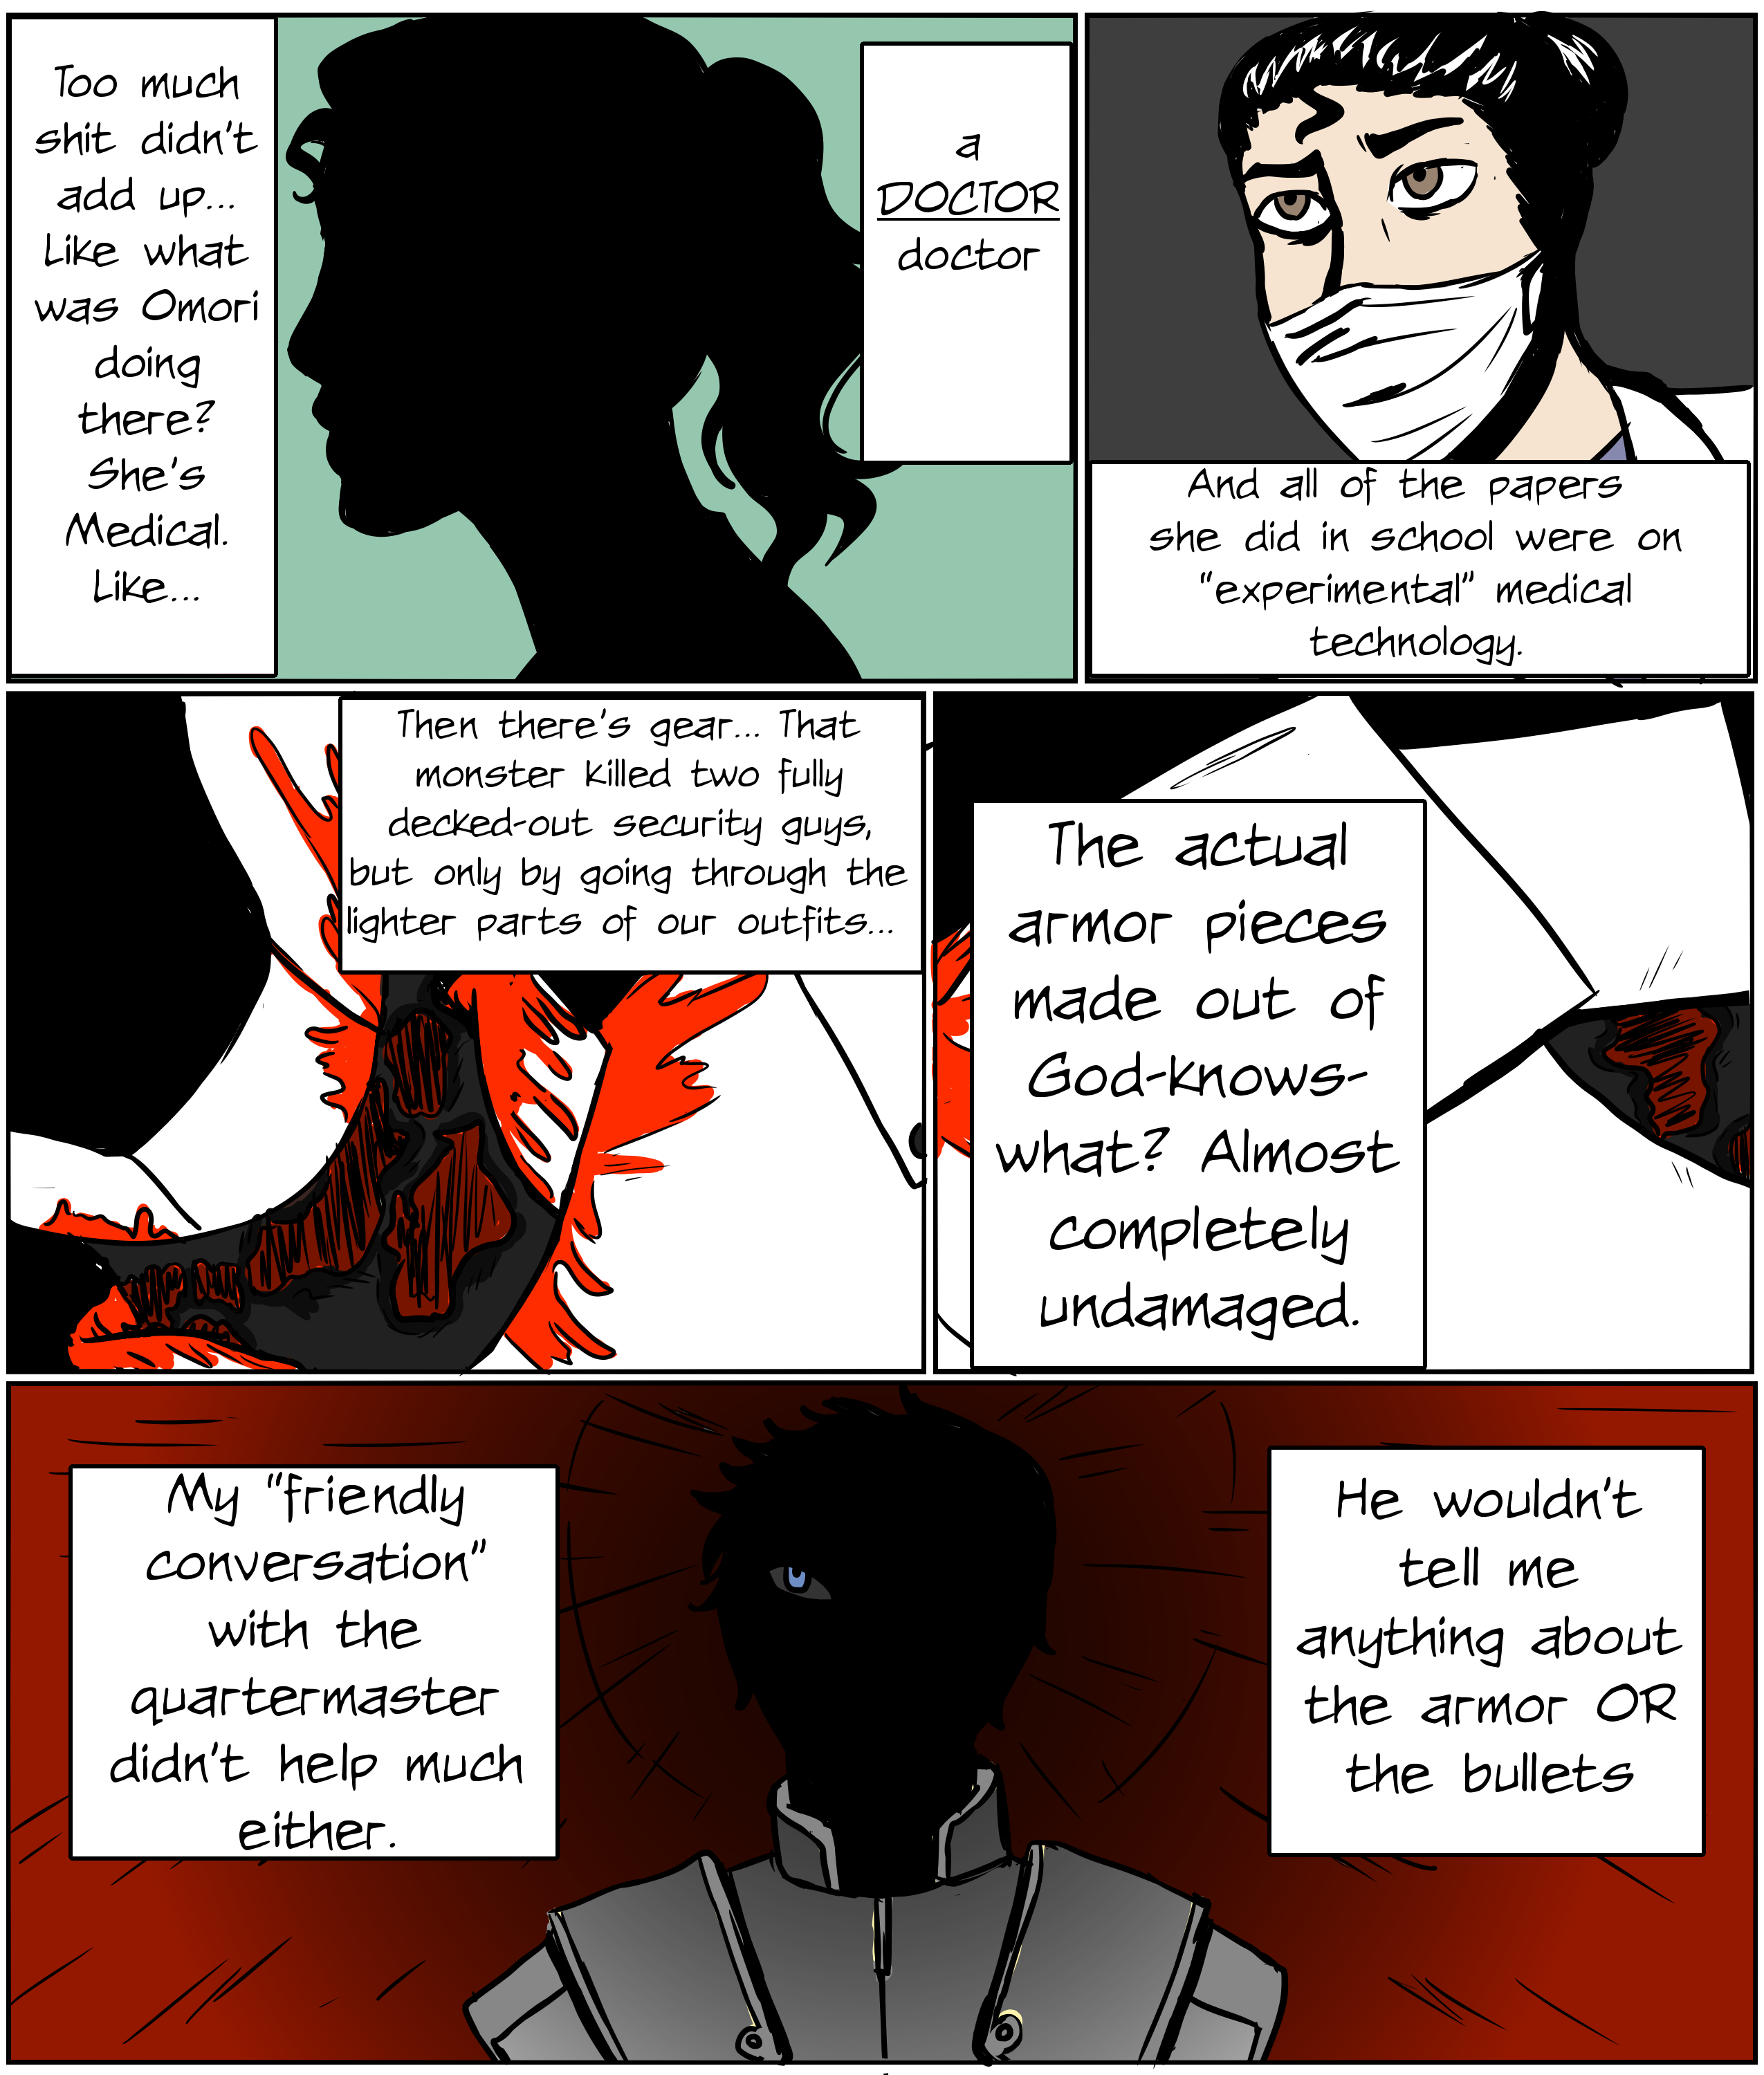 Too much
shit didn't
add up...
Like what
was Omori
doing
there?
She's
Medical.
Like...
a
DOCTOR
doctor
And all of the papers
she did in school were on
"experimental" medical
technology.
Then there's gear... That
monster killed two fully
decked-out security guys,
but only by going through the
lighter parts of our outfits...
The actual
armor pieces
made out of
God-knows-
what? Almost
completely
undamaged.
My "friendly
conversation"
with the
quartermaster
didn't help much
either.
He wouldn't
tell me
anything about
the armor OR
the bullets